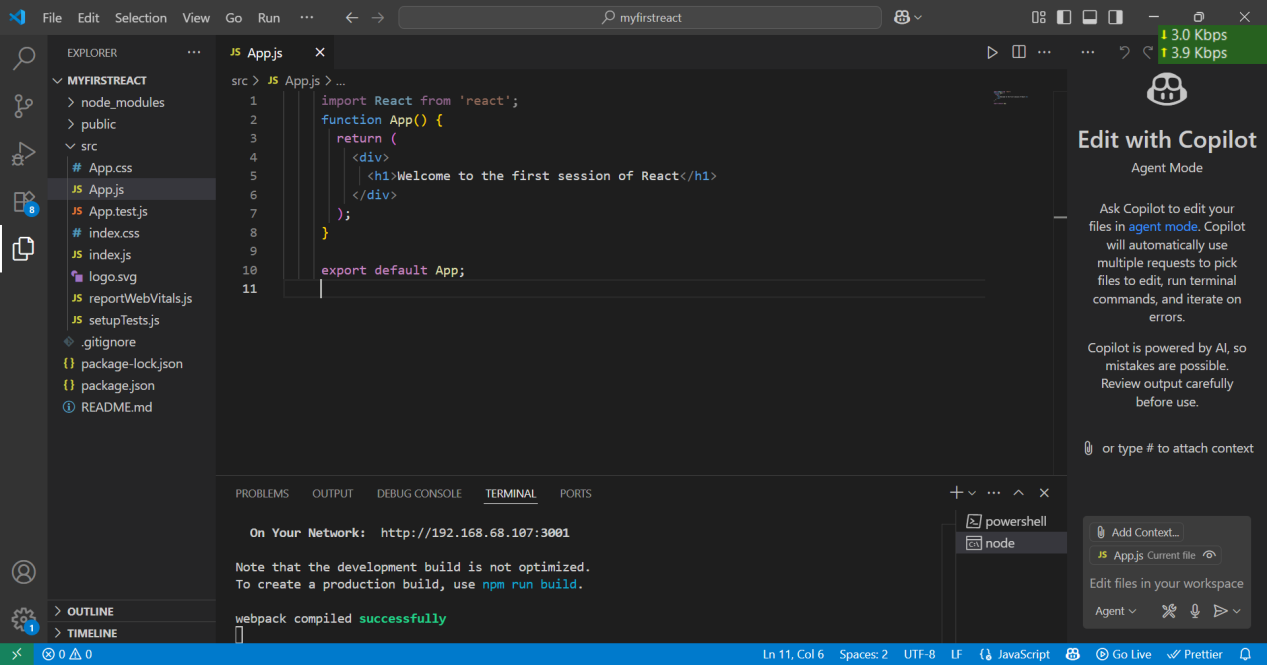 File Edit Selection View Go Run ··· myfirstreact
3.0 Kbps
3.9 Kbps
EXPLORER ···
MYFIRSTREACT
node_modules
public
src
# App.css
JS App.js
JS App.test.js
# index.css
JS index.js
logo.svg
JS reportWebVitals.js
JS setupTests.js
.gitignore
{} package-lock.json
{} package.json
README.md
OUTLINE
TIMELINE
8
1
JS App.js
src > JS App.js > ...
1 import React from 'react';
2 function App() {
3 return (
4 <div>
5 <h1>Welcome to the first session of React</h1>
6 </div>
7 );
8 }
9
10 export default App;
11
PROBLEMS OUTPUT DEBUG CONSOLE TERMINAL PORTS
On Your Network: http://192.168.68.107:3001
Note that the development build is not optimized.
To create a production build, use npm run build.
webpack compiled successfully
powershell
node
Edit with Copilot
Agent Mode
Ask Copilot to edit your
files in agent mode. Copilot
will automatically use
multiple requests to pick
files to edit, run terminal
commands, and iterate on
errors.
Copilot is powered by AI, so
mistakes are possible.
Review output carefully
before use.
or type # to attach context
Add Context...
JS App.js Current file
Edit files in your workspace
Agent
0 0 Ln 11, Col 6 Spaces: 2 UTF-8 LF {} JavaScript Go Live Prettier